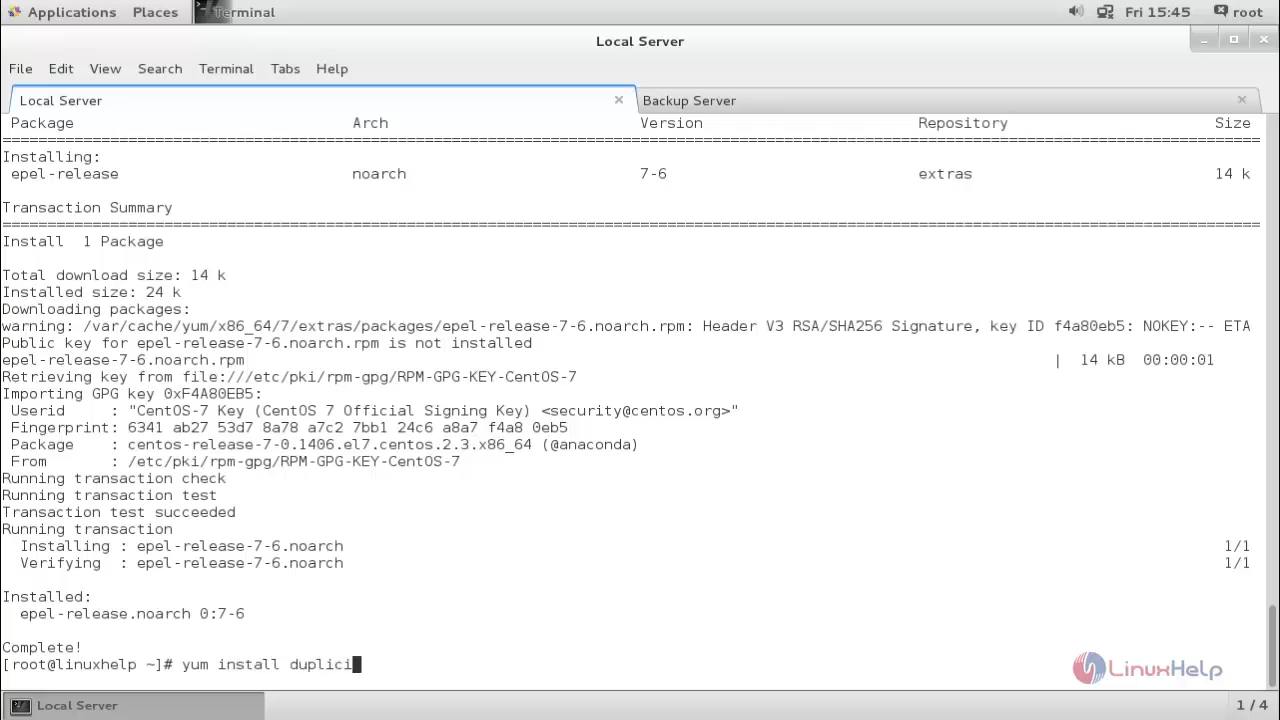 Applications Places Terminal Fri 15:45 root
Local Server
File Edit View Search Terminal Tabs Help
Local Server Backup Server
Package Arch Version Repository Size
================================================================================
Installing:
epel-release noarch 7-6 extras 14 k
Transaction Summary
================================================================================
Install 1 Package
Total download size: 14 k
Installed size: 24 k
Downloading packages:
warning: /var/cache/yum/x86_64/7/extras/packages/epel-release-7-6.noarch.rpm: Header V3 RSA/SHA256 Signature, key ID f4a80eb5: NOKEY:-- ETA
Public key for epel-release-7-6.noarch.rpm is not installed
epel-release-7-6.noarch.rpm | 14 kB 00:00:01
Retrieving key from file:///etc/pki/rpm-gpg/RPM-GPG-KEY-CentOS-7
Importing GPG key 0xF4A80EB5:
Userid : "CentOS-7 Key (CentOS 7 Official Signing Key) <security@centos.org>"
Fingerprint: 6341 ab27 53d7 8a78 a7c2 7bb1 24c6 a8a7 f4a8 0eb5
Package : centos-release-7-0.1406.el7.centos.2.3.x86_64 (@anaconda)
From : /etc/pki/rpm-gpg/RPM-GPG-KEY-CentOS-7
Running transaction check
Running transaction test
Transaction test succeeded
Running transaction
Installing : epel-release-7-6.noarch 1/1
Verifying : epel-release-7-6.noarch 1/1
Installed:
epel-release.noarch 0:7-6
Complete!
[root@linuxhelp ~]# yum install duplici
LinuxHelp
Local Server 1 / 4